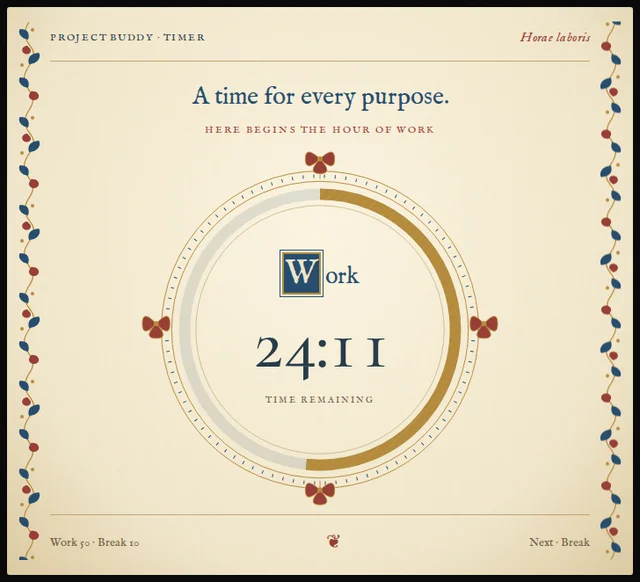 PROJECT BUDDY · TIMER
Horae laboris
A time for every purpose.
HERE BEGINS THE HOUR OF WORK
Work
24:11
TIME REMAINING
Work 50 · Break 10
❦
Next · Break